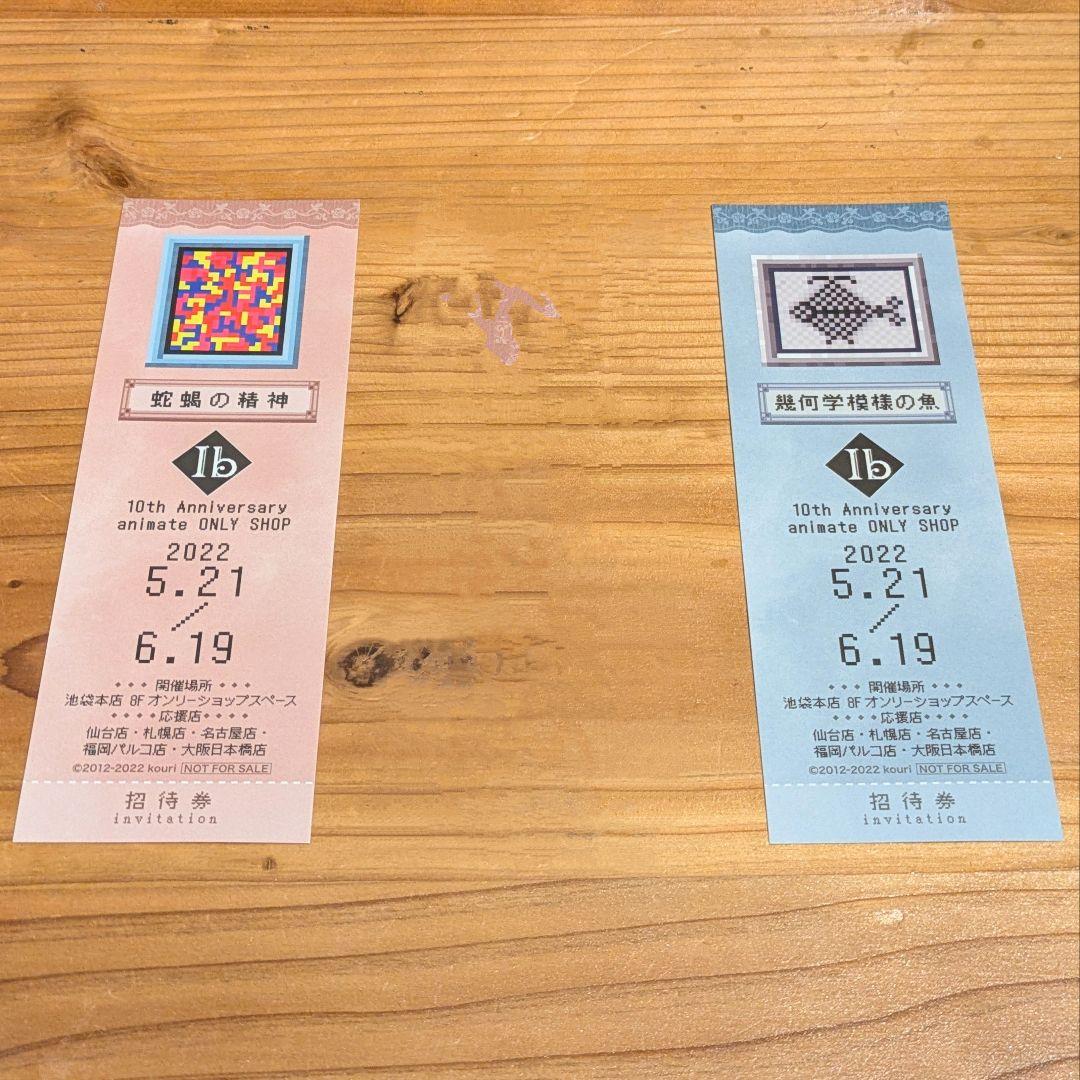 蛇蝎の精神
Ib
10th Anniversary
animate ONLY SHOP
2022
5.21
／
6.19
開催場所
池袋本店 8F オンリーショップスペース
応援店
仙台店・札幌店・名古屋店・
福岡パルコ店・大阪日本橋店
©2012-2022 kouri NOT FOR SALE
招待券
invitation
幾何学模様の魚
Ib
10th Anniversary
animate ONLY SHOP
2022
5.21
／
6.19
開催場所
池袋本店 8F オンリーショップスペース
応援店
仙台店・札幌店・名古屋店・
福岡パルコ店・大阪日本橋店
©2012-2022 kouri NOT FOR SALE
招待券
invitation